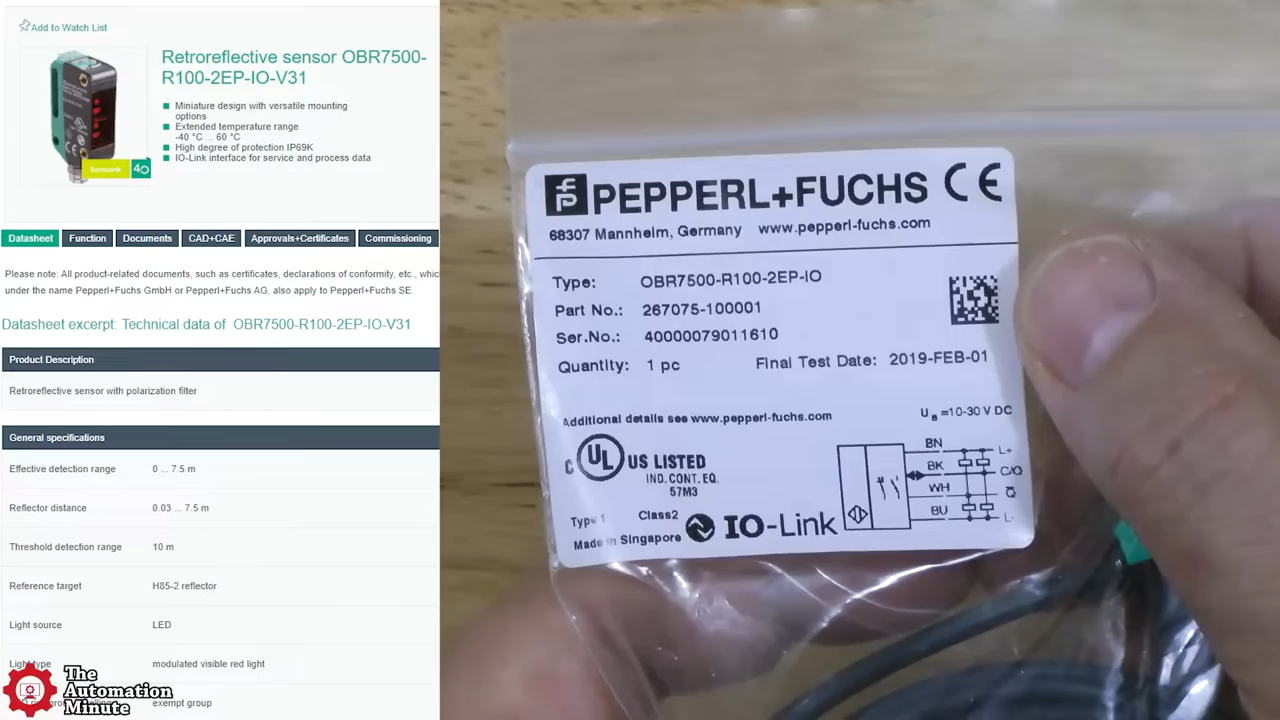 Add to Watch List
Retroreflective sensor OBR7500-
R100-2EP-IO-V31
Miniature design with versatile mounting
options
Extended temperature range
-40 °C ... 60 °C
High degree of protection IP69K
IO-Link interface for service and process data
4.0
Datasheet
Function
Documents
CAD+CAE
Approvals+Certificates
Commissioning
Please note: All product-related documents, such as certificates, declarations of conformity, etc.,
under the name Pepperl+Fuchs GmbH or Pepperl+Fuchs AG, also apply to Pepperl+Fuchs SE.
Datasheet excerpt: Technical data of OBR7500-R100-2EP-IO-V31
Product Description
Retroreflective sensor with polarization filter
General specifications
Effective detection range 0 ... 7.5 m
Reflector distance 0.03 ... 7.5 m
Threshold detection range 10 m
Reference target H85-2 reflector
Light source LED
Light type modulated visible red light
exempt group
The
Automation
Minute
PEPPERL+FUCHS CE
68307 Mannheim, Germany www.pepperl-fuchs.com
Type: OBR7500-R100-2EP-IO
Part No.: 267075-100001
Ser.No.: 40000079011610
Quantity: 1 pc Final Test Date: 2019-FEB-01
Additional details see www.pepperl-fuchs.com
UB=10-30 V DC
C UL US LISTED
IND. CONT. EQ.
57M3
Type 1 Class2
Made in Singapore
IO-Link
BN L+
BK C/Q
WH Q̅
BU L-